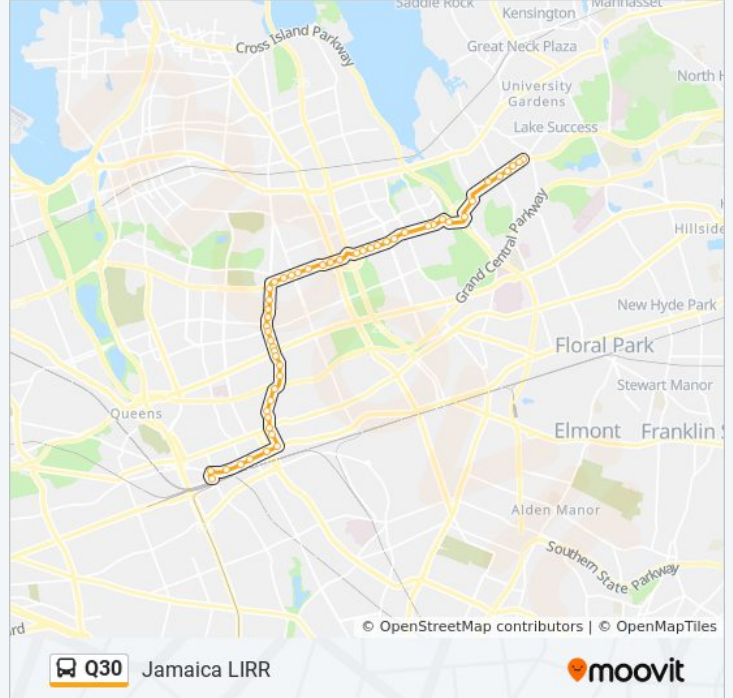 Saddle Rock
Manhasset
Kensington
Cross Island Parkway
Great Neck Plaza
North H
University
Gardens
Lake Success
Grand Central Parkway
Hillside
New Hyde Park
Floral Park
Stewart Manor
Queens
Elmont
Franklin S
Alden Manor
Southern State Parkway
rd
© OpenStreetMap contributors | © OpenMapTiles
Q30 Jamaica LIRR
moovit